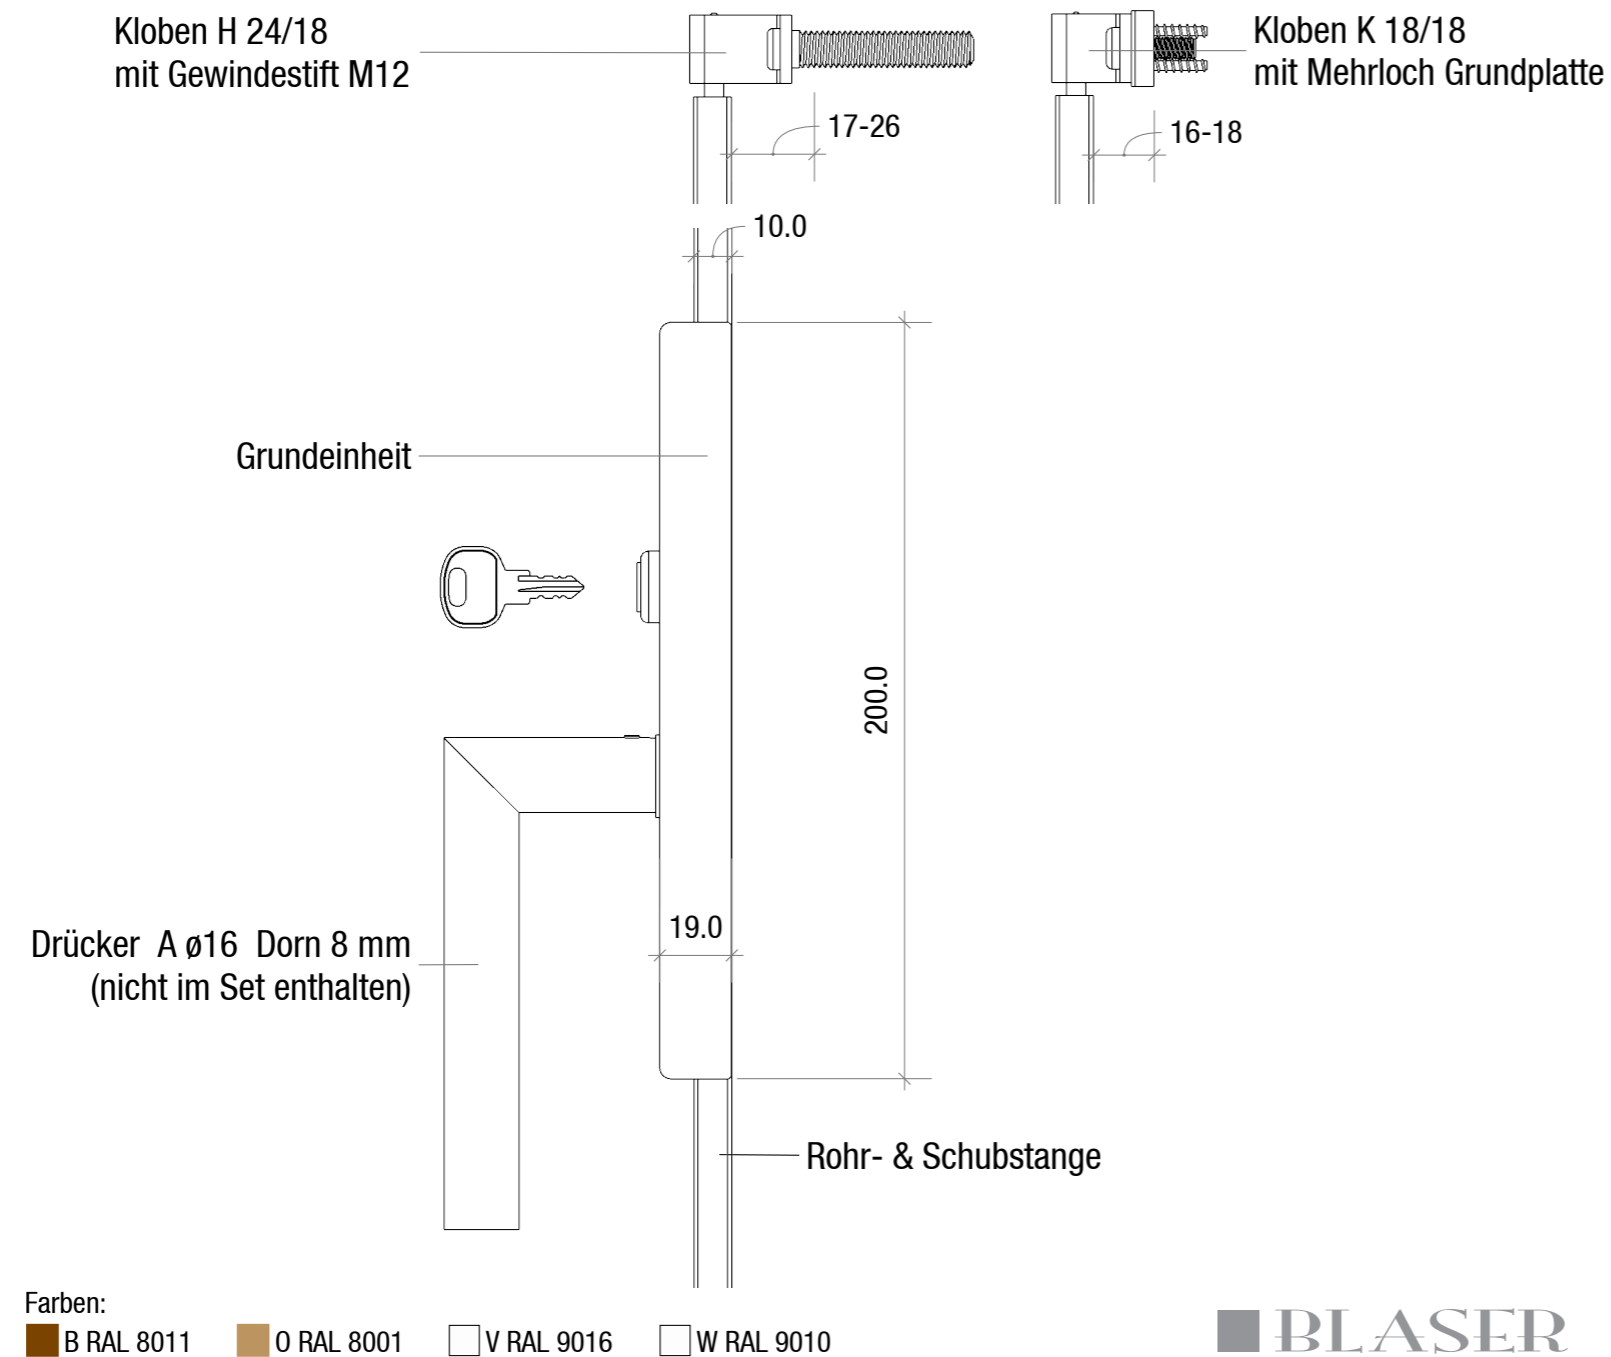 Kloben H 24/18
mit Gewindestift M12
Kloben K 18/18
mit Mehrloch Grundplatte
17-26
16-18
10.0
Grundeinheit
200.0
19.0
Drücker A ø16 Dorn 8 mm
(nicht im Set enthalten)
Rohr- & Schubstange
Farben:
B RAL 8011
O RAL 8001
V RAL 9016
W RAL 9010
BLASER